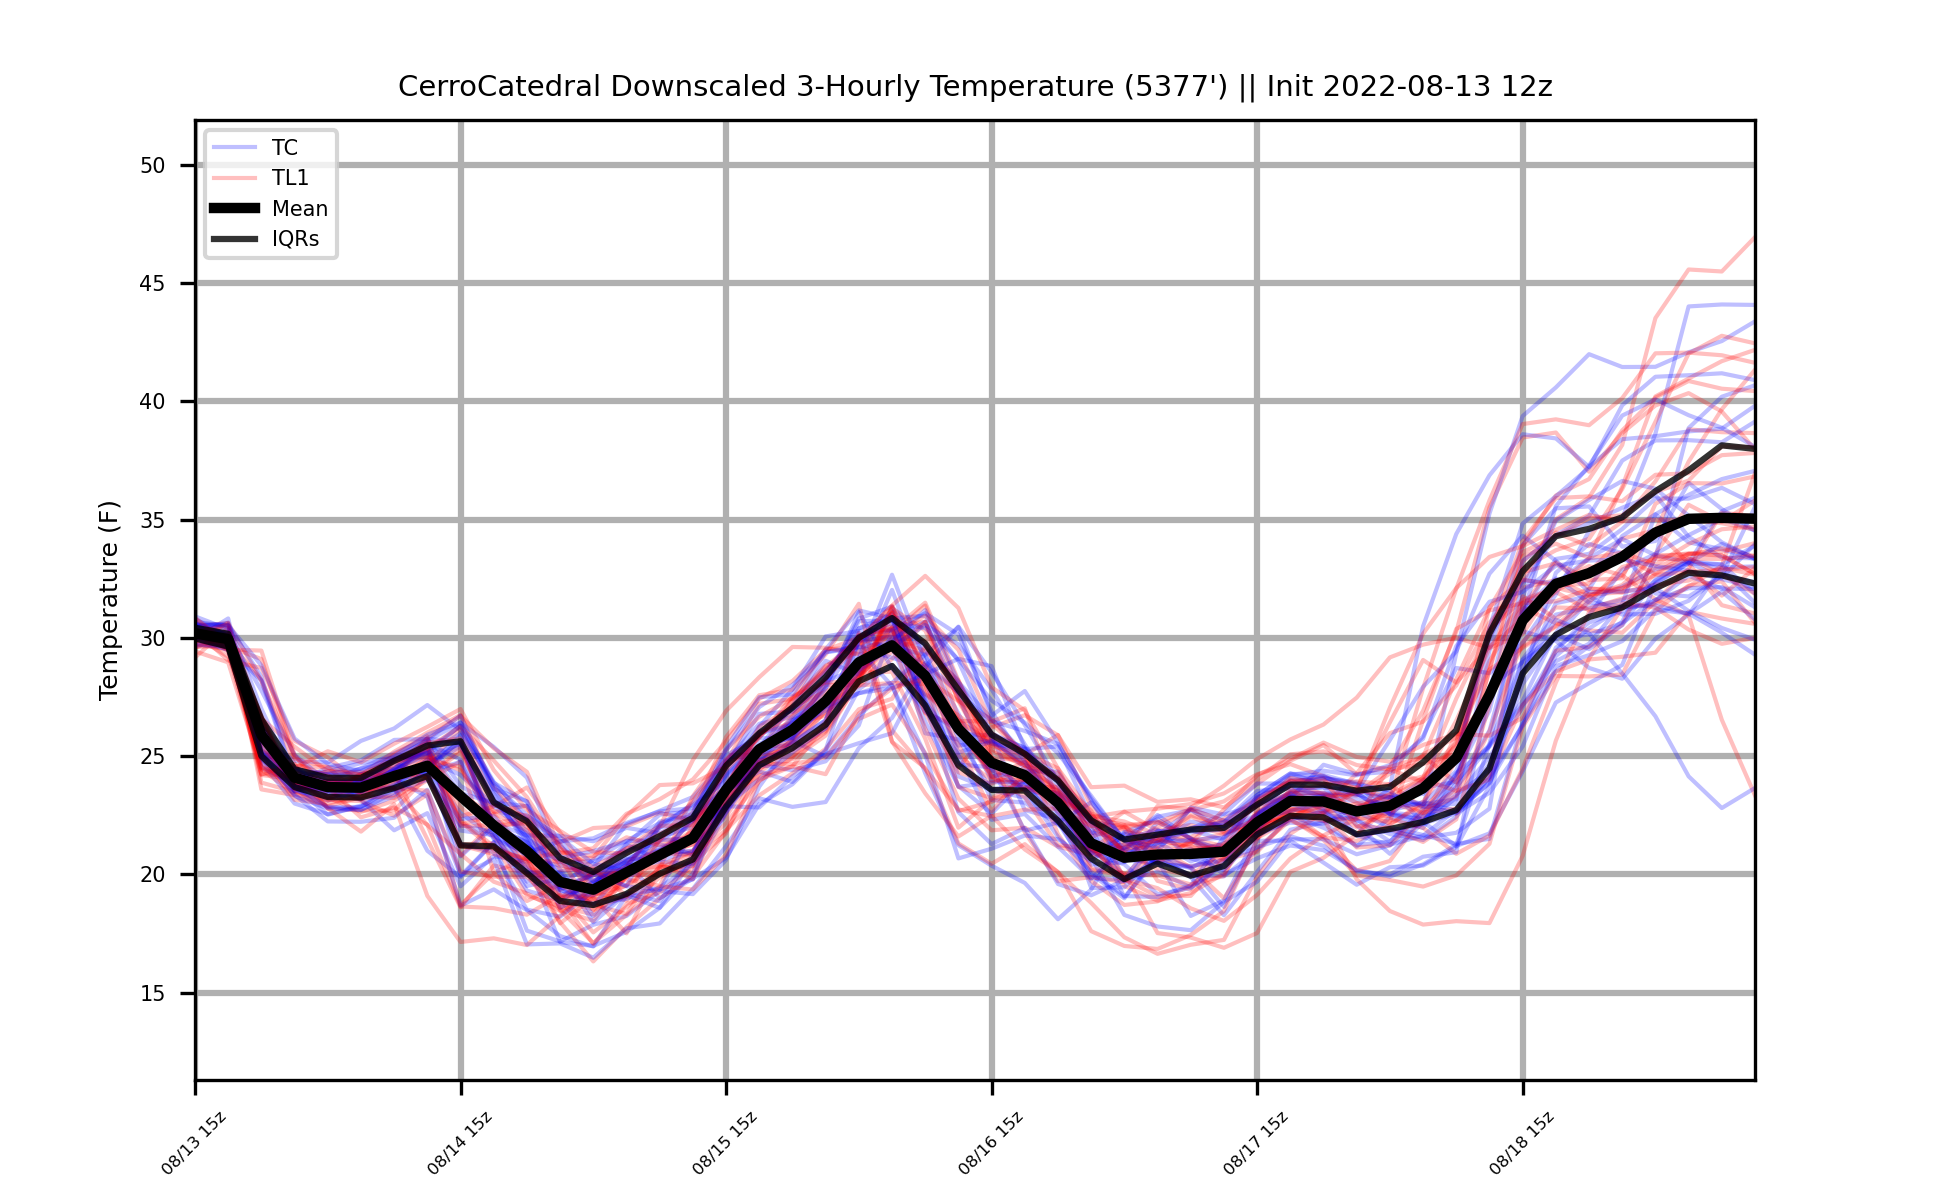 CerroCatedral Downscaled 3-Hourly Temperature (5377') || Init 2022-08-13 12z
TC
TL1
Mean
IQRs
Temperature (F)
50
45
40
35
30
25
20
15
08/13 15z
08/14 15z
08/15 15z
08/16 15z
08/17 15z
08/18 15z